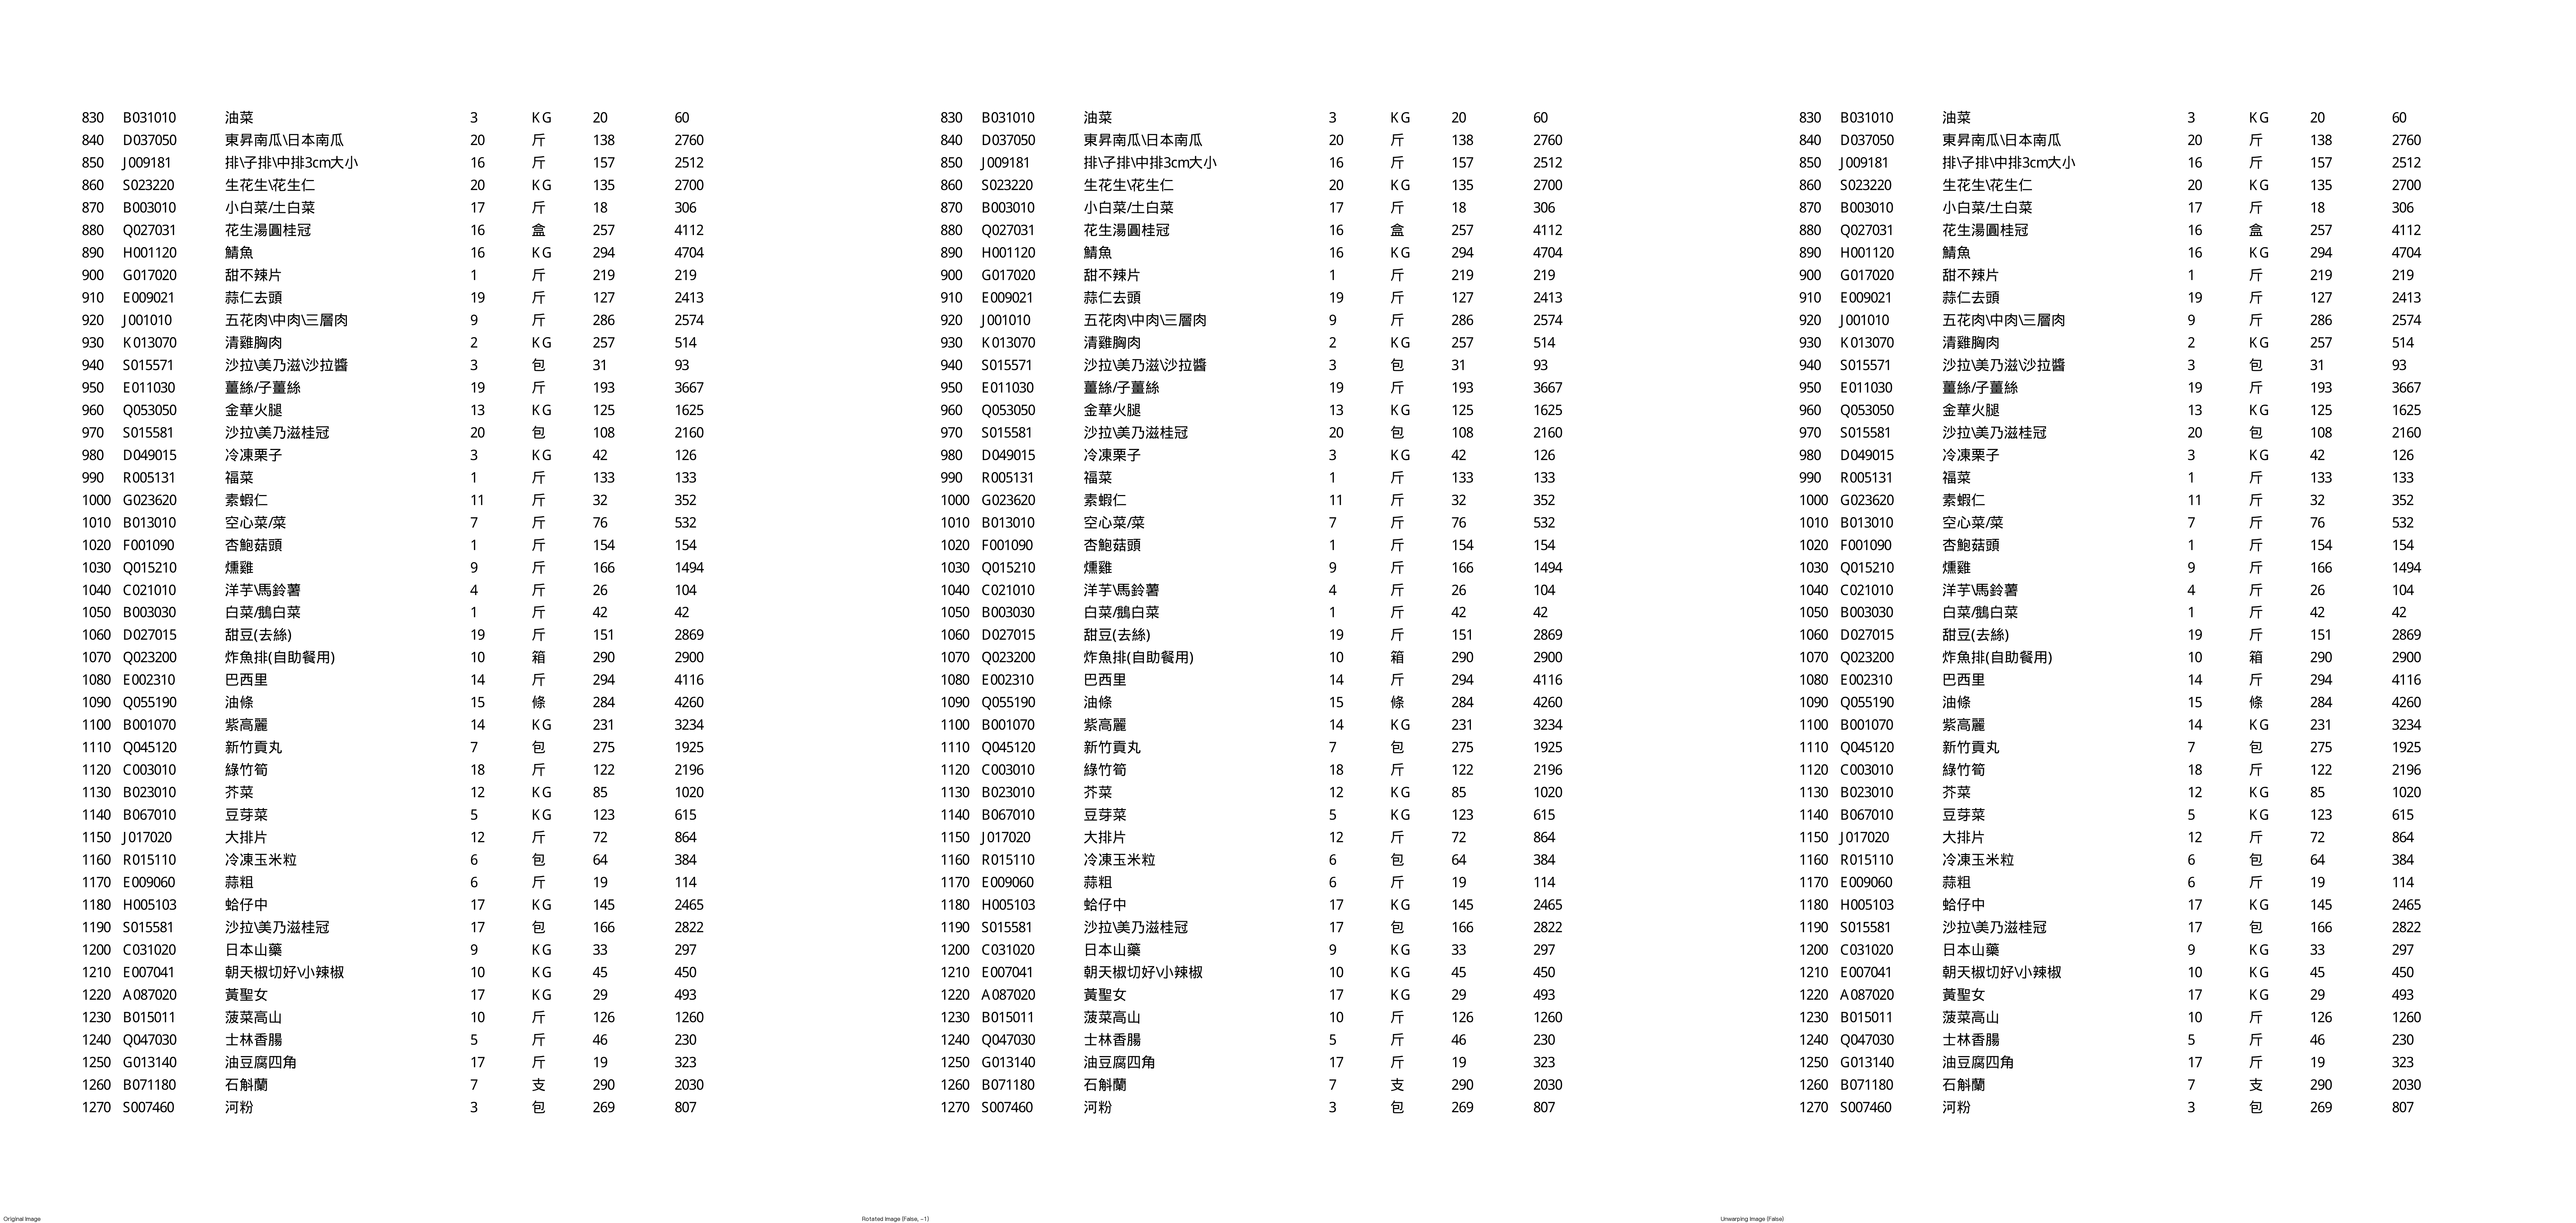 830 B031010 油菜 3 KG 20 60 830 B031010 油菜 3 KG 20 60 830 B031010 油菜 3 KG 20 60
840 D037050 東昇南瓜\日本南瓜 20 斤 138 2760 840 D037050 東昇南瓜\日本南瓜 20 斤 138 2760 840 D037050 東昇南瓜\日本南瓜 20 斤 138 2760
850 J009181 排\子排\中排3cm大小 16 斤 157 2512 850 J009181 排\子排\中排3cm大小 16 斤 157 2512 850 J009181 排\子排\中排3cm大小 16 斤 157 2512
860 S023220 生花生\花生仁 20 KG 135 2700 860 S023220 生花生\花生仁 20 KG 135 2700 860 S023220 生花生\花生仁 20 KG 135 2700
870 B003010 小白菜/土白菜 17 斤 18 306 870 B003010 小白菜/土白菜 17 斤 18 306 870 B003010 小白菜/土白菜 17 斤 18 306
880 Q027031 花生湯圓桂冠 16 盒 257 4112 880 Q027031 花生湯圓桂冠 16 盒 257 4112 880 Q027031 花生湯圓桂冠 16 盒 257 4112
890 H001120 鯖魚 16 KG 294 4704 890 H001120 鯖魚 16 KG 294 4704 890 H001120 鯖魚 16 KG 294 4704
900 G017020 甜不辣片 1 斤 219 219 900 G017020 甜不辣片 1 斤 219 219 900 G017020 甜不辣片 1 斤 219 219
910 E009021 蒜仁去頭 19 斤 127 2413 910 E009021 蒜仁去頭 19 斤 127 2413 910 E009021 蒜仁去頭 19 斤 127 2413
920 J001010 五花肉\中肉\三層肉 9 斤 286 2574 920 J001010 五花肉\中肉\三層肉 9 斤 286 2574 920 J001010 五花肉\中肉\三層肉 9 斤 286 2574
930 K013070 清雞胸肉 2 KG 257 514 930 K013070 清雞胸肉 2 KG 257 514 930 K013070 清雞胸肉 2 KG 257 514
940 S015571 沙拉\美乃滋\沙拉醬 3 包 31 93 940 S015571 沙拉\美乃滋\沙拉醬 3 包 31 93 940 S015571 沙拉\美乃滋\沙拉醬 3 包 31 93
950 E011030 薑絲/子薑絲 19 斤 193 3667 950 E011030 薑絲/子薑絲 19 斤 193 3667 950 E011030 薑絲/子薑絲 19 斤 193 3667
960 Q053050 金華火腿 13 KG 125 1625 960 Q053050 金華火腿 13 KG 125 1625 960 Q053050 金華火腿 13 KG 125 1625
970 S015581 沙拉\美乃滋桂冠 20 包 108 2160 970 S015581 沙拉\美乃滋桂冠 20 包 108 2160 970 S015581 沙拉\美乃滋桂冠 20 包 108 2160
980 D049015 冷凍栗子 3 KG 42 126 980 D049015 冷凍栗子 3 KG 42 126 980 D049015 冷凍栗子 3 KG 42 126
990 R005131 福菜 1 斤 133 133 990 R005131 福菜 1 斤 133 133 990 R005131 福菜 1 斤 133 133
1000 G023620 素蝦仁 11 斤 32 352 1000 G023620 素蝦仁 11 斤 32 352 1000 G023620 素蝦仁 11 斤 32 352
1010 B013010 空心菜/菜 7 斤 76 532 1010 B013010 空心菜/菜 7 斤 76 532 1010 B013010 空心菜/菜 7 斤 76 532
1020 F001090 杏鮑菇頭 1 斤 154 154 1020 F001090 杏鮑菇頭 1 斤 154 154 1020 F001090 杏鮑菇頭 1 斤 154 154
1030 Q015210 燻雞 9 斤 166 1494 1030 Q015210 燻雞 9 斤 166 1494 1030 Q015210 燻雞 9 斤 166 1494
1040 C021010 洋芋\馬鈴薯 4 斤 26 104 1040 C021010 洋芋\馬鈴薯 4 斤 26 104 1040 C021010 洋芋\馬鈴薯 4 斤 26 104
1050 B003030 白菜/鵝白菜 1 斤 42 42 1050 B003030 白菜/鵝白菜 1 斤 42 42 1050 B003030 白菜/鵝白菜 1 斤 42 42
1060 D027015 甜豆(去絲) 19 斤 151 2869 1060 D027015 甜豆(去絲) 19 斤 151 2869 1060 D027015 甜豆(去絲) 19 斤 151 2869
1070 Q023200 炸魚排(自助餐用) 10 箱 290 2900 1070 Q023200 炸魚排(自助餐用) 10 箱 290 2900 1070 Q023200 炸魚排(自助餐用) 10 箱 290 2900
1080 E002310 巴西里 14 斤 294 4116 1080 E002310 巴西里 14 斤 294 4116 1080 E002310 巴西里 14 斤 294 4116
1090 Q055190 油條 15 條 284 4260 1090 Q055190 油條 15 條 284 4260 1090 Q055190 油條 15 條 284 4260
1100 B001070 紫高麗 14 KG 231 3234 1100 B001070 紫高麗 14 KG 231 3234 1100 B001070 紫高麗 14 KG 231 3234
1110 Q045120 新竹貢丸 7 包 275 1925 1110 Q045120 新竹貢丸 7 包 275 1925 1110 Q045120 新竹貢丸 7 包 275 1925
1120 C003010 綠竹筍 18 斤 122 2196 1120 C003010 綠竹筍 18 斤 122 2196 1120 C003010 綠竹筍 18 斤 122 2196
1130 B023010 芥菜 12 KG 85 1020 1130 B023010 芥菜 12 KG 85 1020 1130 B023010 芥菜 12 KG 85 1020
1140 B067010 豆芽菜 5 KG 123 615 1140 B067010 豆芽菜 5 KG 123 615 1140 B067010 豆芽菜 5 KG 123 615
1150 J017020 大排片 12 斤 72 864 1150 J017020 大排片 12 斤 72 864 1150 J017020 大排片 12 斤 72 864
1160 R015110 冷凍玉米粒 6 包 64 384 1160 R015110 冷凍玉米粒 6 包 64 384 1160 R015110 冷凍玉米粒 6 包 64 384
1170 E009060 蒜粗 6 斤 19 114 1170 E009060 蒜粗 6 斤 19 114 1170 E009060 蒜粗 6 斤 19 114
1180 H005103 蛤仔中 17 KG 145 2465 1180 H005103 蛤仔中 17 KG 145 2465 1180 H005103 蛤仔中 17 KG 145 2465
1190 S015581 沙拉\美乃滋桂冠 17 包 166 2822 1190 S015581 沙拉\美乃滋桂冠 17 包 166 2822 1190 S015581 沙拉\美乃滋桂冠 17 包 166 2822
1200 C031020 日本山藥 9 KG 33 297 1200 C031020 日本山藥 9 KG 33 297 1200 C031020 日本山藥 9 KG 33 297
1210 E007041 朝天椒切好\小辣椒 10 KG 45 450 1210 E007041 朝天椒切好\小辣椒 10 KG 45 450 1210 E007041 朝天椒切好\小辣椒 10 KG 45 450
1220 A087020 黃聖女 17 KG 29 493 1220 A087020 黃聖女 17 KG 29 493 1220 A087020 黃聖女 17 KG 29 493
1230 B015011 菠菜高山 10 斤 126 1260 1230 B015011 菠菜高山 10 斤 126 1260 1230 B015011 菠菜高山 10 斤 126 1260
1240 Q047030 士林香腸 5 斤 46 230 1240 Q047030 士林香腸 5 斤 46 230 1240 Q047030 士林香腸 5 斤 46 230
1250 G013140 油豆腐四角 17 斤 19 323 1250 G013140 油豆腐四角 17 斤 19 323 1250 G013140 油豆腐四角 17 斤 19 323
1260 B071180 石斛蘭 7 支 290 2030 1260 B071180 石斛蘭 7 支 290 2030 1260 B071180 石斛蘭 7 支 290 2030
1270 S007460 河粉 3 包 269 807 1270 S007460 河粉 3 包 269 807 1270 S007460 河粉 3 包 269 807
Original Image Rotated Image (False, -1) Unwarping Image (False)